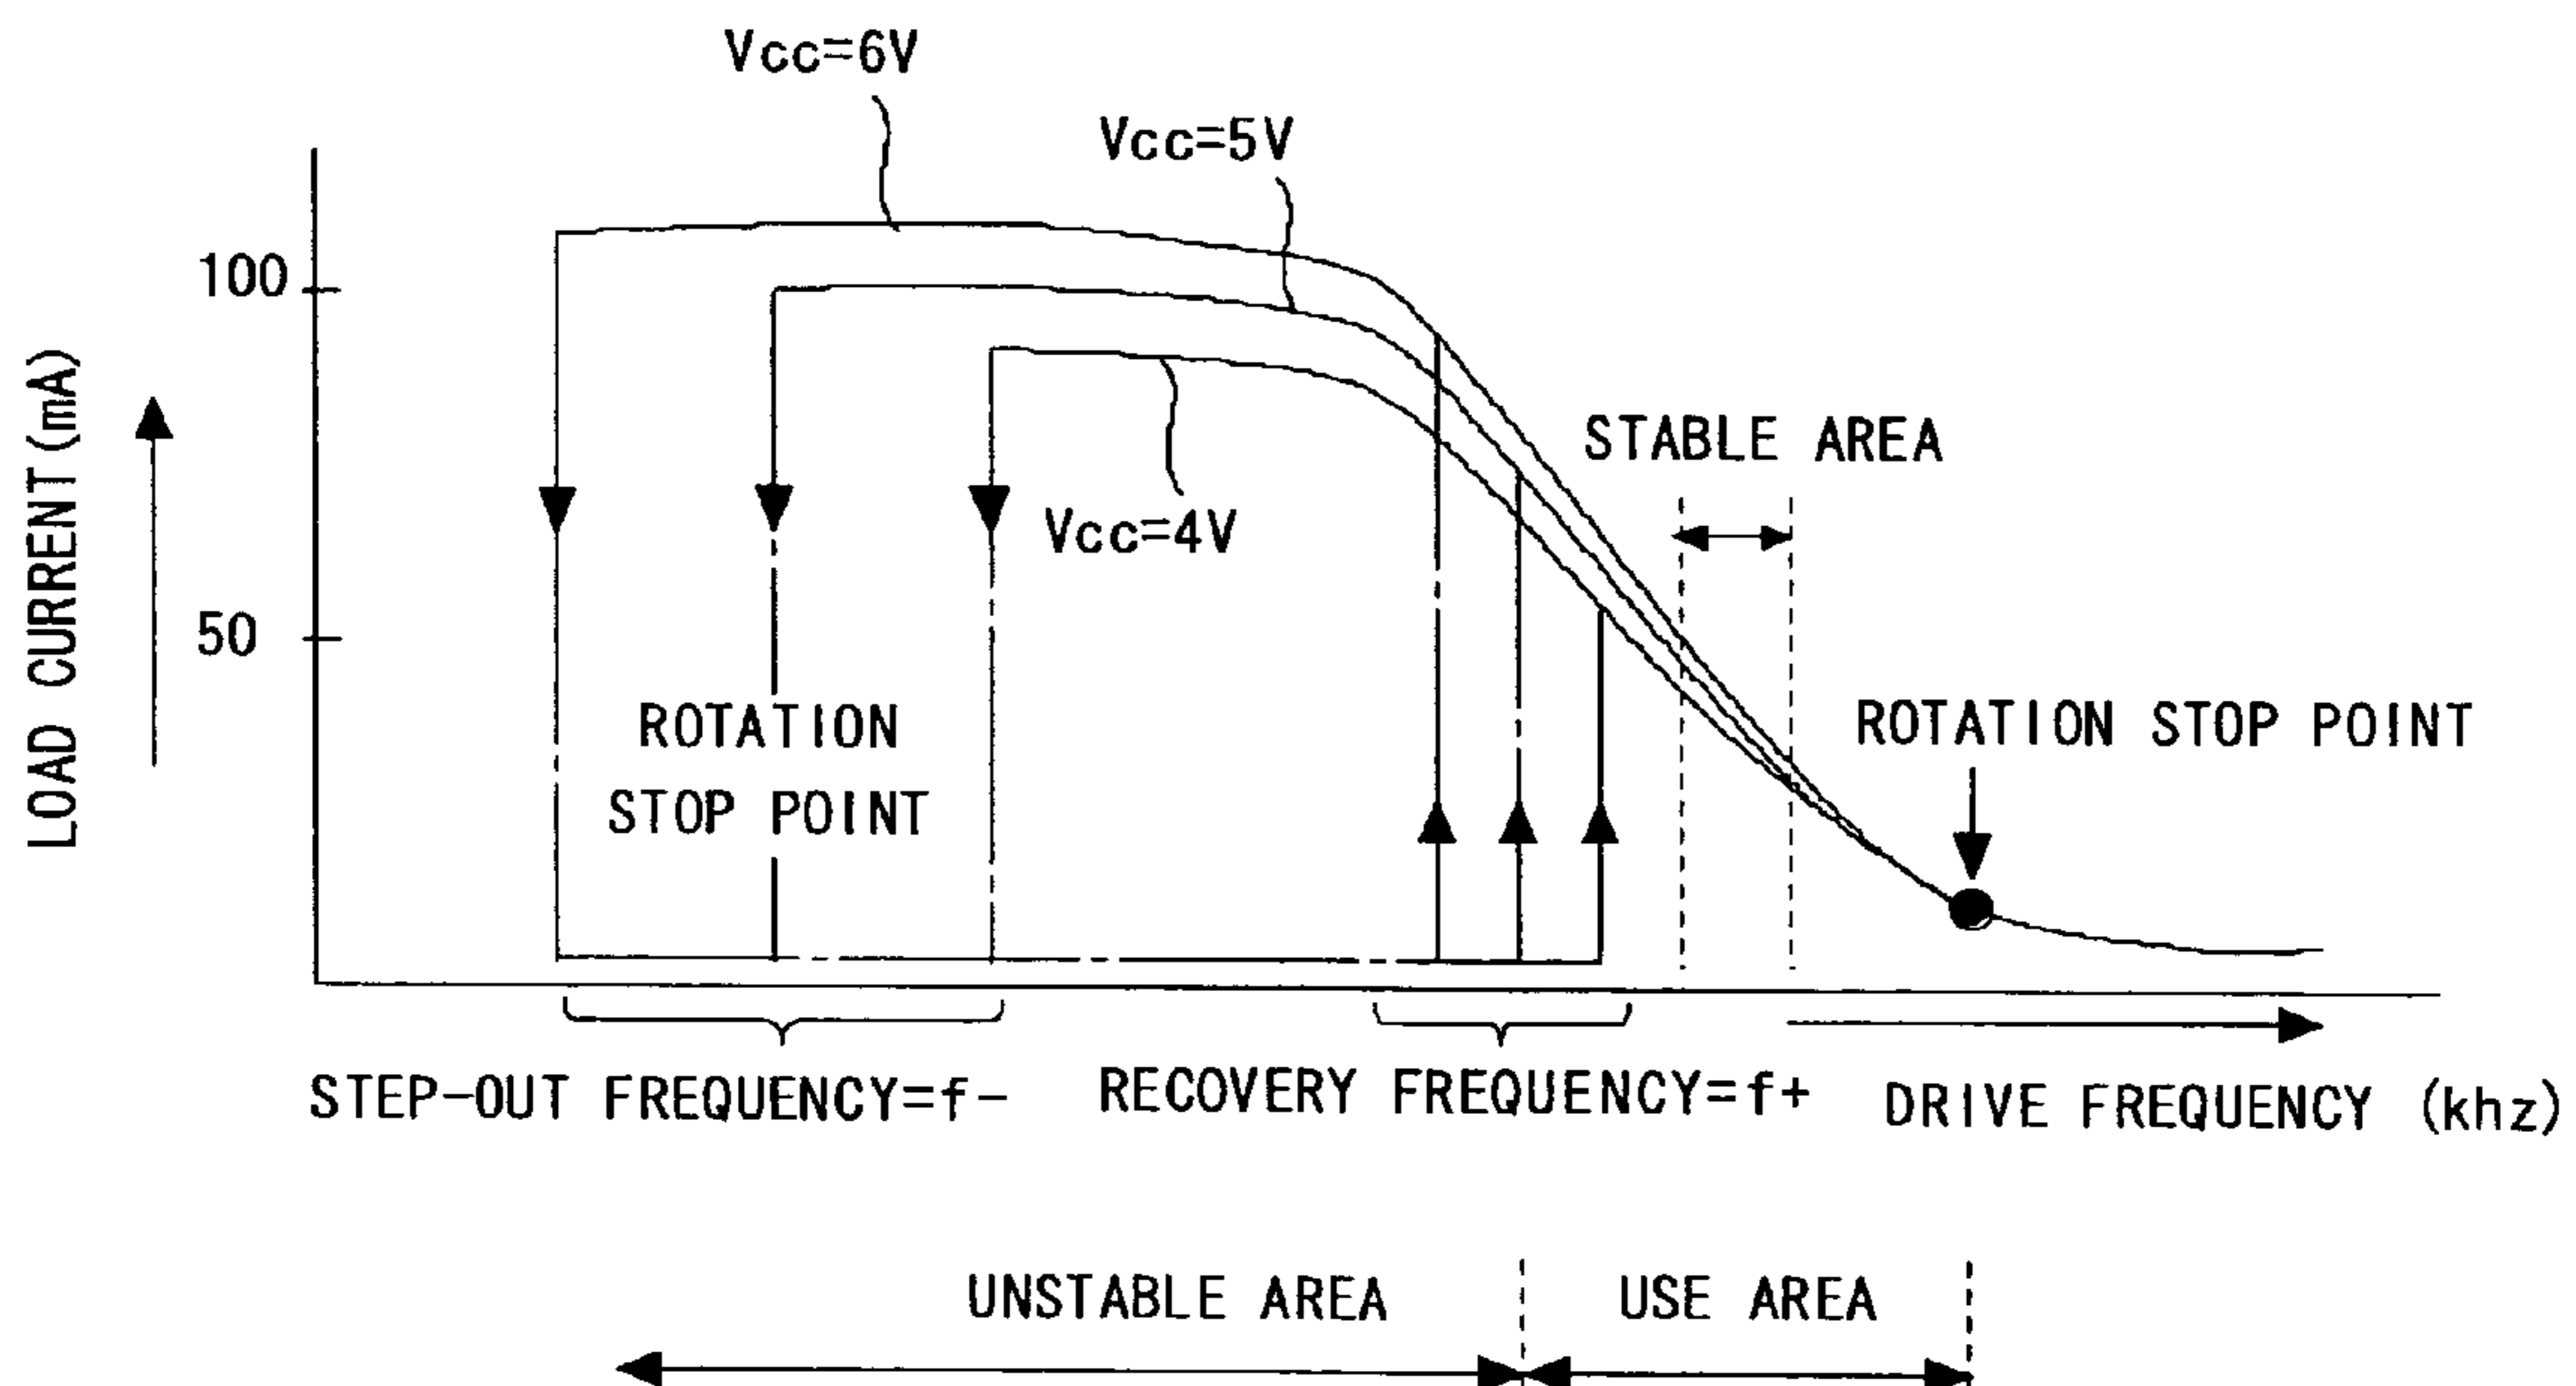 Vcc=6V
Vcc=5V
100
STABLE AREA
Vcc=4V
LOAD CURRENT(mA)
50
ROTATION
STOP POINT
ROTATION STOP POINT
STEP-OUT FREQUENCY=f-
RECOVERY FREQUENCY=f+
DRIVE FREQUENCY (khz)
UNSTABLE AREA
USE AREA